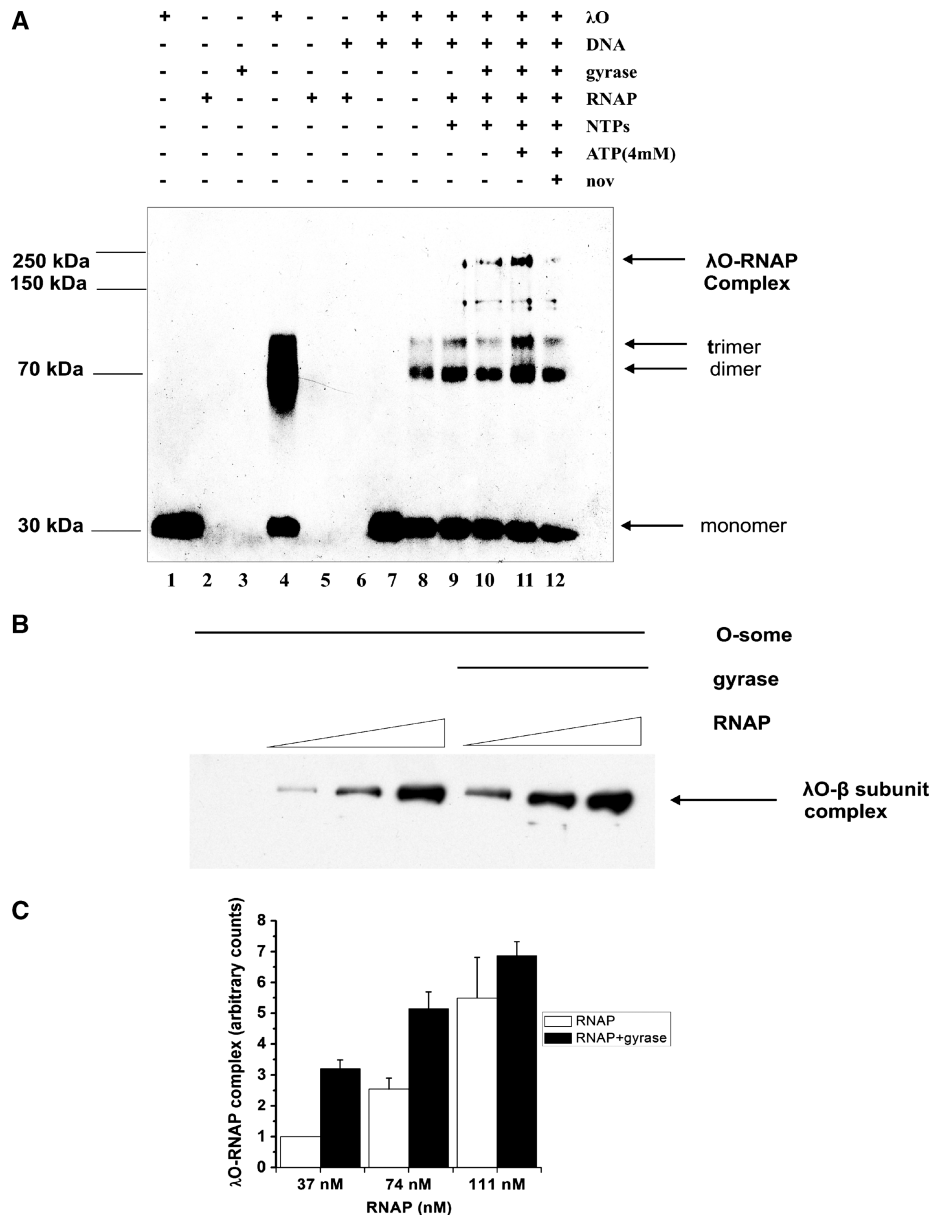 A
+ - - + - - + + + + + + λO
- - - - - + + + + + + + DNA
- - + - - - - - - + + + gyrase
- + - - + + - - + + + + RNAP
- - - - - - - - + + + + NTPs
- - - - - - - - - - + + ATP(4mM)
- - - - - - - - - - - + nov
250 kDa
150 kDa
70 kDa
30 kDa
λO-RNAP
Complex
trimer
dimer
monomer
1 2 3 4 5 6 7 8 9 10 11 12
B
O-some
gyrase
RNAP
λO-β subunit
complex
C
λO-RNAP complex (arbitrary counts)
8
7
6
5
4
3
2
1
0
37 nM 74 nM 111 nM
RNAP (nM)
RNAP
RNAP+gyrase